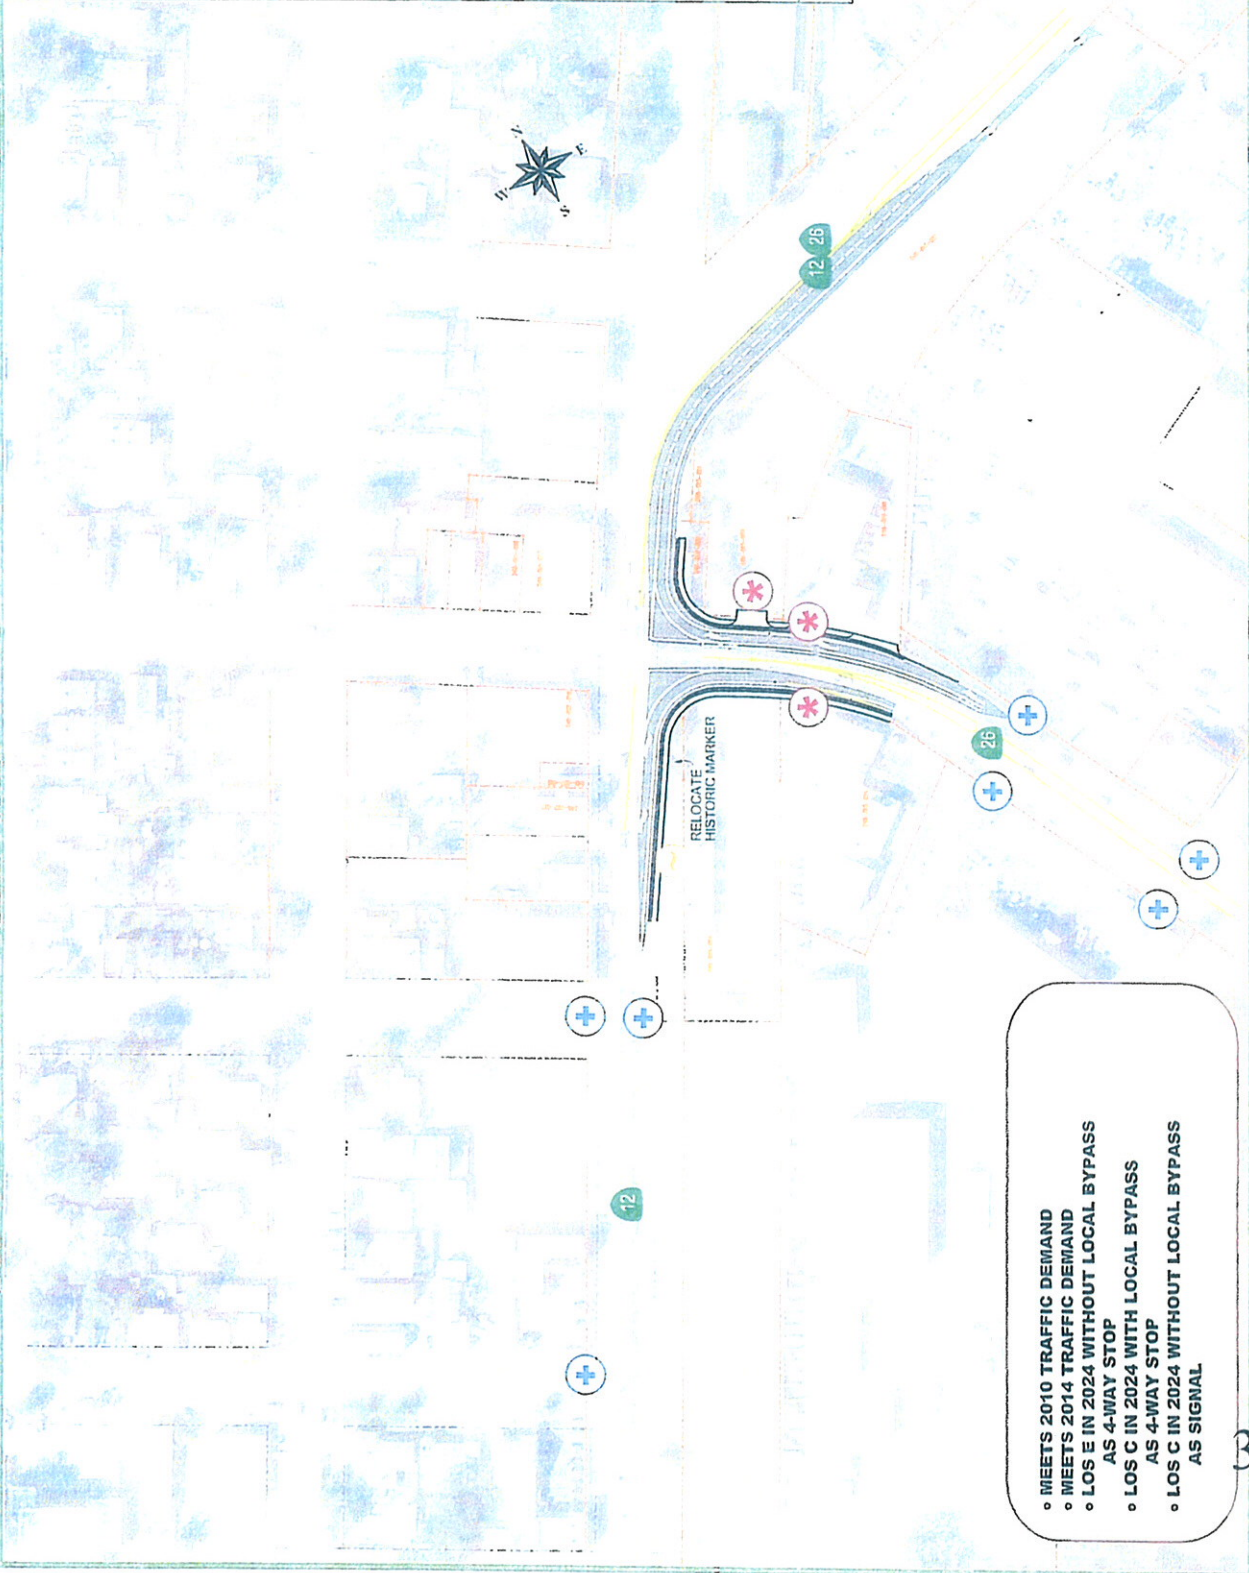 N
E
S
W
12
26
RELOCATE
HISTORIC MARKER
26
12
° MEETS 2010 TRAFFIC DEMAND
° MEETS 2014 TRAFFIC DEMAND
° LOS E IN 2024 WITHOUT LOCAL BYPASS
AS 4-WAY STOP
° LOS C IN 2024 WITH LOCAL BYPASS
AS 4-WAY STOP
° LOS C IN 2024 WITHOUT LOCAL BYPASS
AS SIGNAL